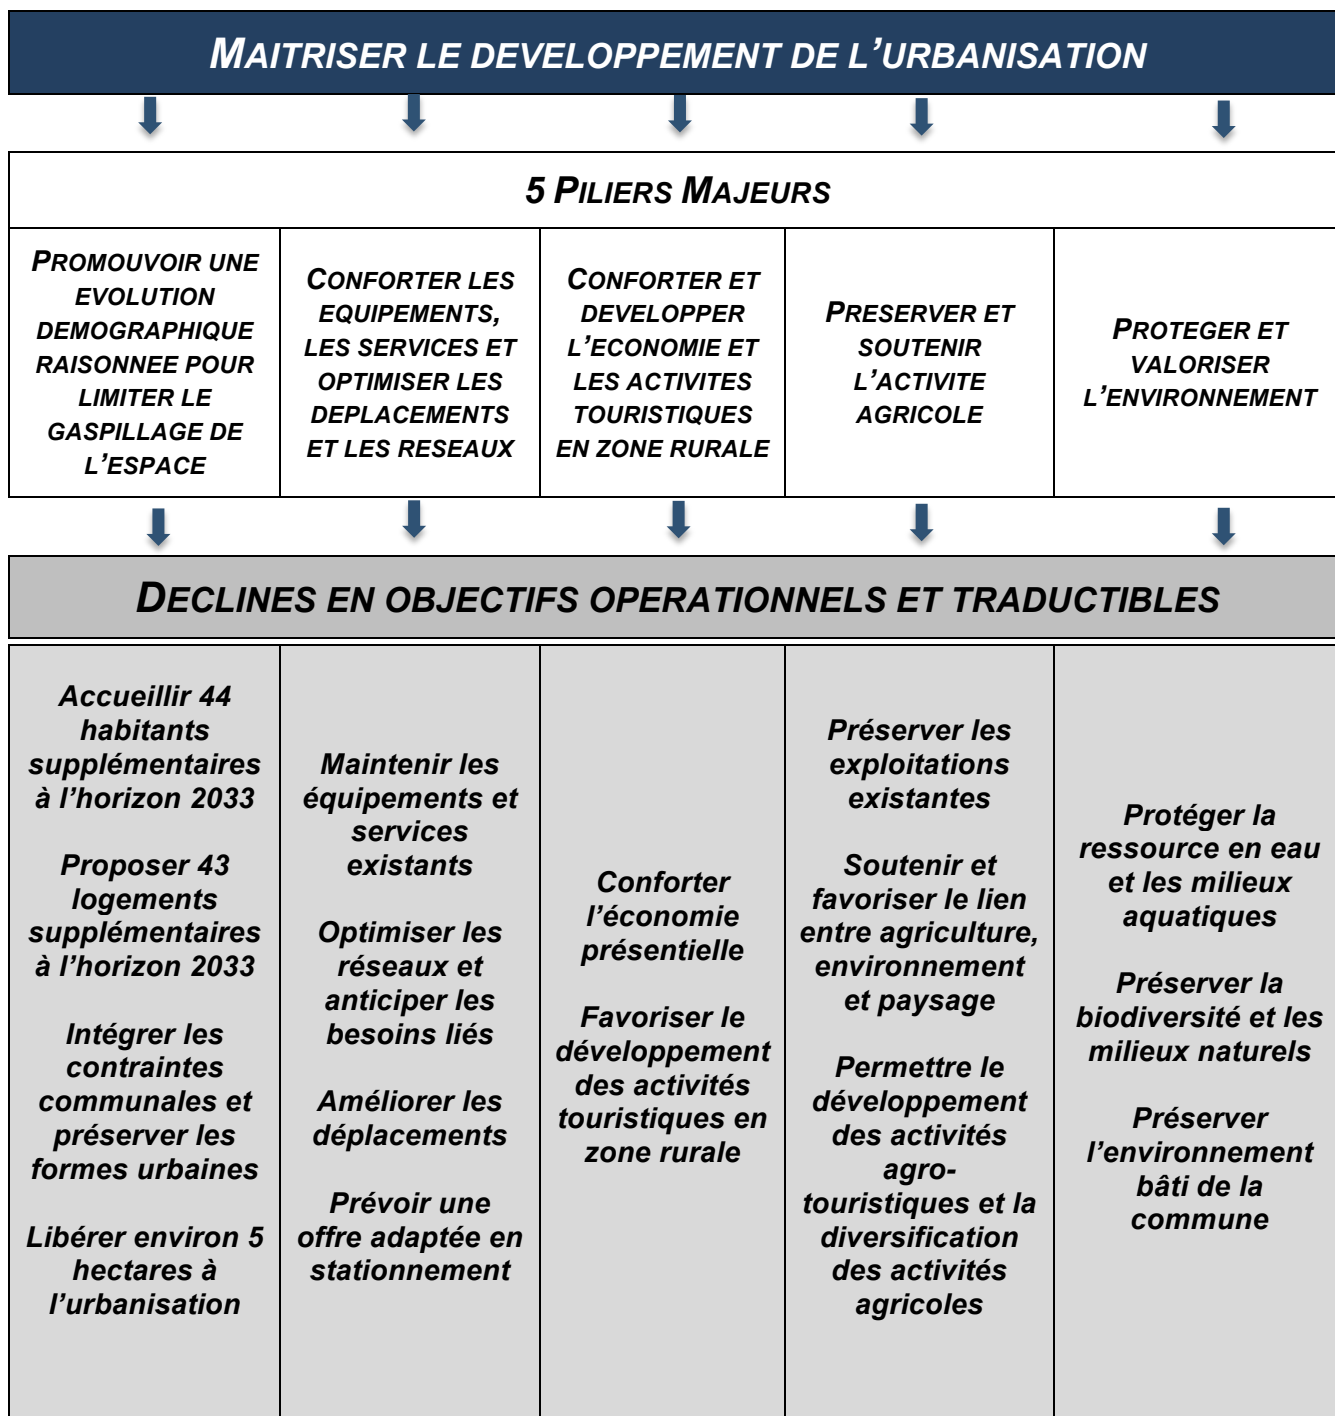 MAITRISER LE DEVELOPPEMENT DE L’URBANISATION
5 PILIERS MAJEURS
PROMOUVOIR UNE
EVOLUTION
DEMOGRAPHIQUE
RAISONNEE POUR
LIMITER LE
GASPILLAGE DE
L’ESPACE
CONFORTER LES
EQUIPEMENTS,
LES SERVICES ET
OPTIMISER LES
DEPLACEMENTS
ET LES RESEAUX
CONFORTER ET
DEVELOPPER
L’ECONOMIE ET
LES ACTIVITES
TOURISTIQUES
EN ZONE RURALE
PRESERVER ET
SOUTENIR
L’ACTIVITE
AGRICOLE
PROTEGER ET
VALORISER
L’ENVIRONNEMENT
DECLINES EN OBJECTIFS OPERATIONNELS ET TRADUCTIBLES
Accueillir 44
habitants
supplémentaires
à l’horizon 2033
Proposer 43
logements
supplémentaires
à l’horizon 2033
Intégrer les
contraintes
communales et
préserver les
formes urbaines
Libérer environ 5
hectares à
l’urbanisation
Maintenir les
équipements et
services
existants
Optimiser les
réseaux et
anticiper les
besoins liés
Améliorer les
déplacements
Prévoir une
offre adaptée en
stationnement
Conforter
l’économie
présentielle
Favoriser le
développement
des activités
touristiques en
zone rurale
Préserver les
exploitations
existantes
Soutenir et
favoriser le lien
entre agriculture,
environnement
et paysage
Permettre le
développement
des activités
agro-
touristiques et la
diversification
des activités
agricoles
Protéger la
ressource en eau
et les milieux
aquatiques
Préserver la
biodiversité et les
milieux naturels
Préserver
l’environnement
bâti de la
commune